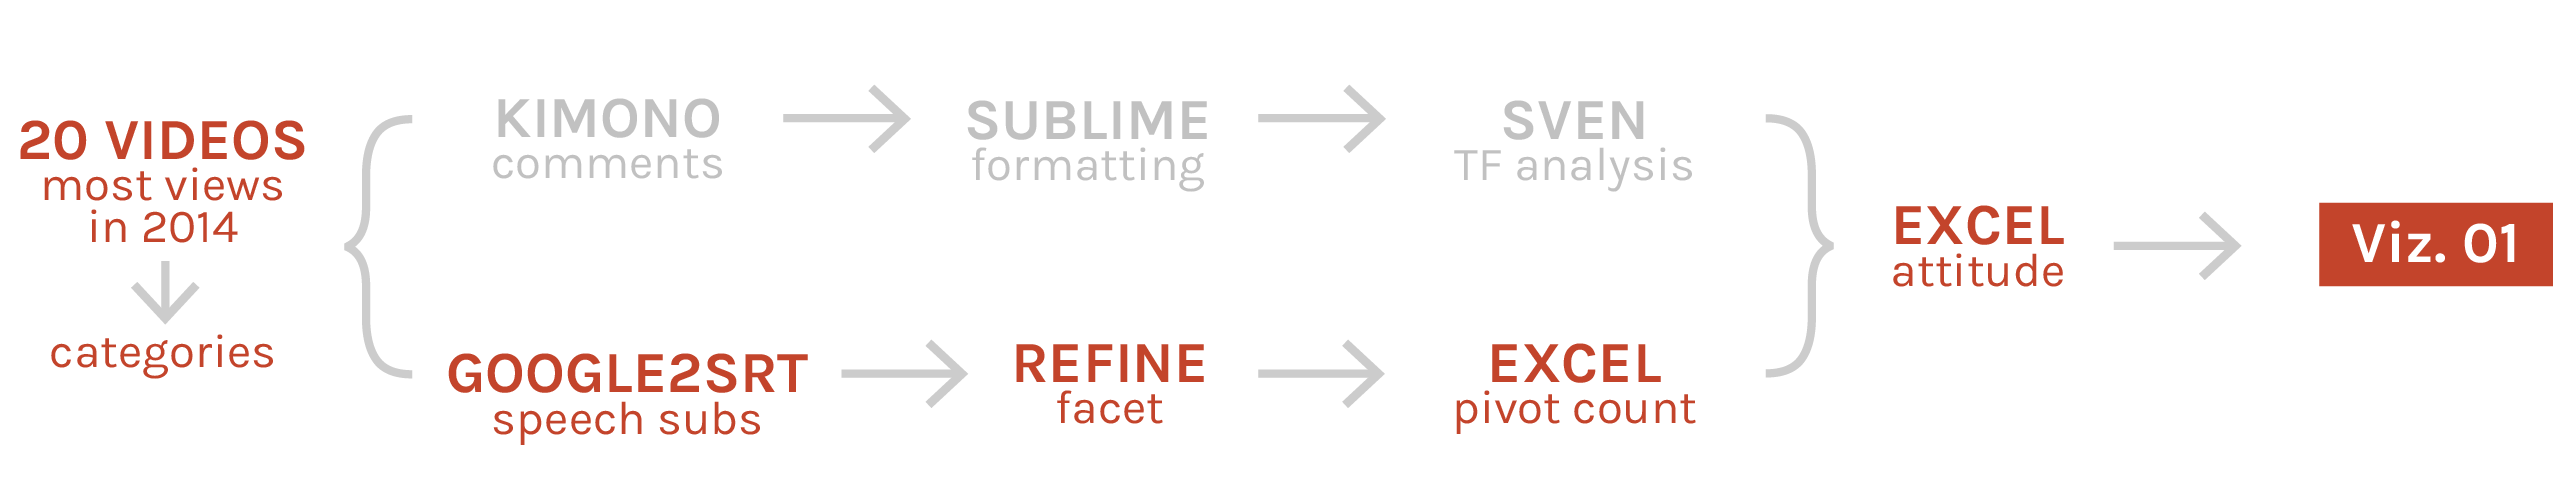 20 VIDEOS
most views
in 2014
categories
KIMONO
comments
SUBLIME
formatting
SVEN
TF analysis
GOOGLE2SRT
speech subs
REFINE
facet
EXCEL
pivot count
EXCEL
attitude
Viz. 01